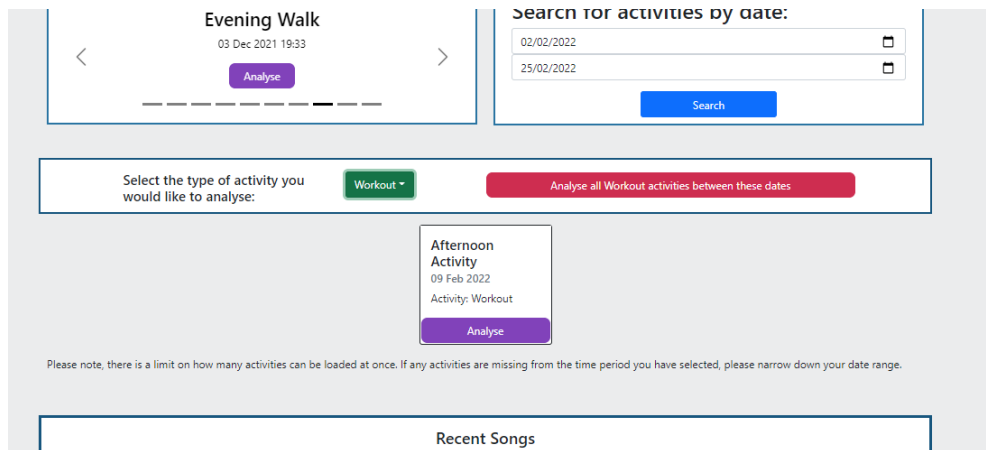 Evening Walk
03 Dec 2021 19:33
Analyse
Search for activities by date:
02/02/2022
25/02/2022
Search
Select the type of activity you
would like to analyse:
Workout
Analyse all Workout activities between these dates
Afternoon
Activity
09 Feb 2022
Activity: Workout
Analyse
Please note, there is a limit on how many activities can be loaded at once. If any activities are missing from the time period you have selected, please narrow down your date range.
Recent Songs